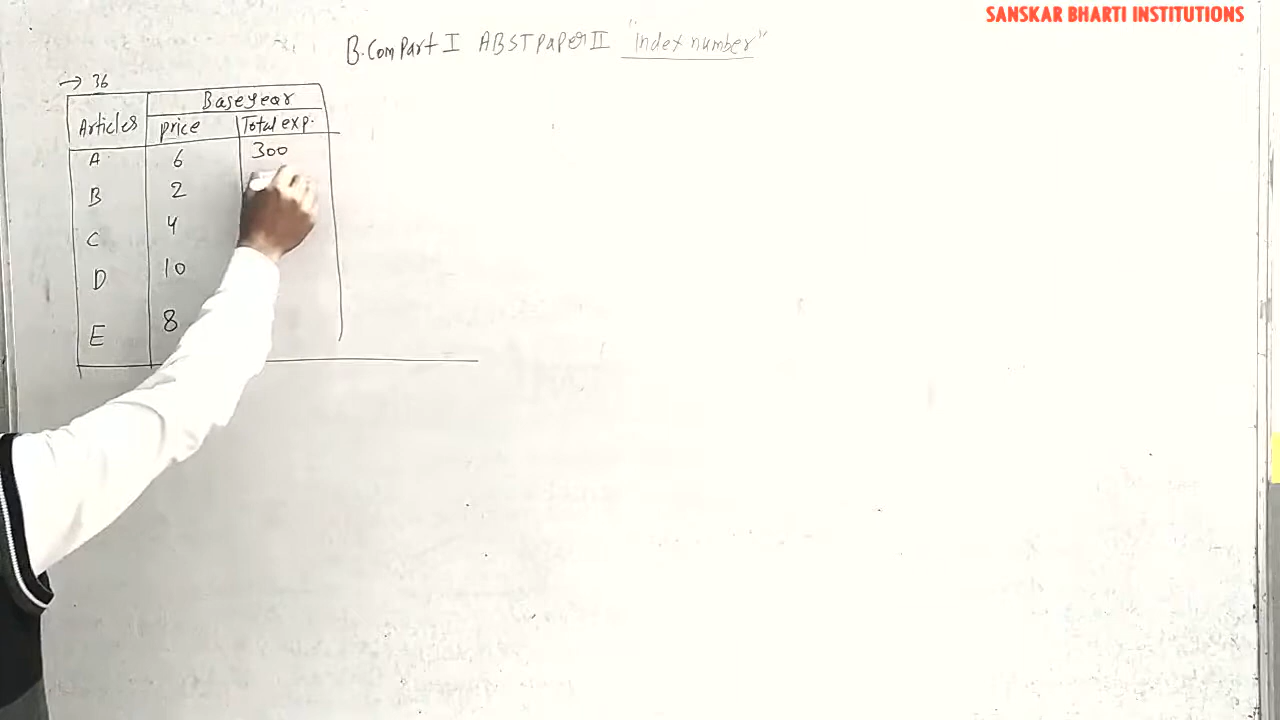 SANSKAR BHARTI INSTITUTIONS
B.Com Part I ABST Paper II "Index number"
→ 36
Articles Base year
price Total exp.
A 6 300
B 2
C 4
D 10
E 8